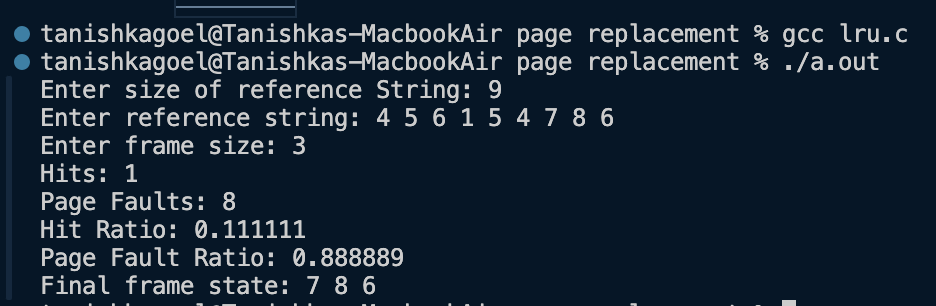 tanishkagoel@Tanishkas-MacbookAir page replacement % gcc lru.c
tanishkagoel@Tanishkas-MacbookAir page replacement % ./a.out
Enter size of reference String: 9
Enter reference string: 4 5 6 1 5 4 7 8 6
Enter frame size: 3
Hits: 1
Page Faults: 8
Hit Ratio: 0.111111
Page Fault Ratio: 0.888889
Final frame state: 7 8 6